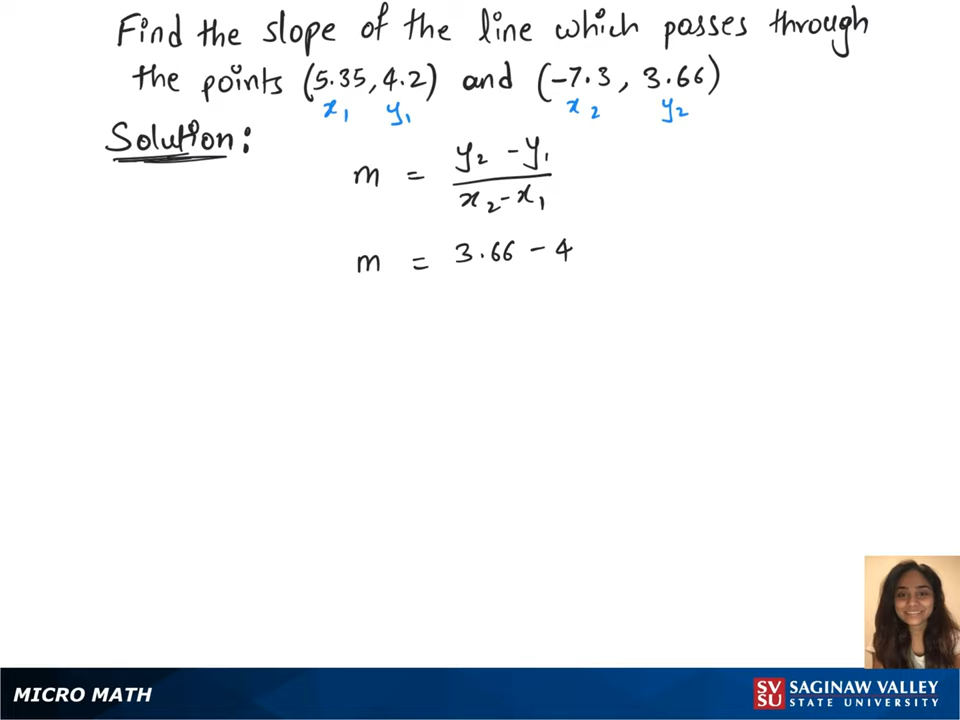 Find the slope of the line which passes through
the points (5.35, 4.2) and (-7.3, 3.66)
x₁ y₁ x₂ y₂
Solution:
m = (y₂ - y₁)/(x₂ - x₁)
m = 3.66 - 4
MICRO MATH
SV SU SAGINAW VALLEY
STATE UNIVERSITY